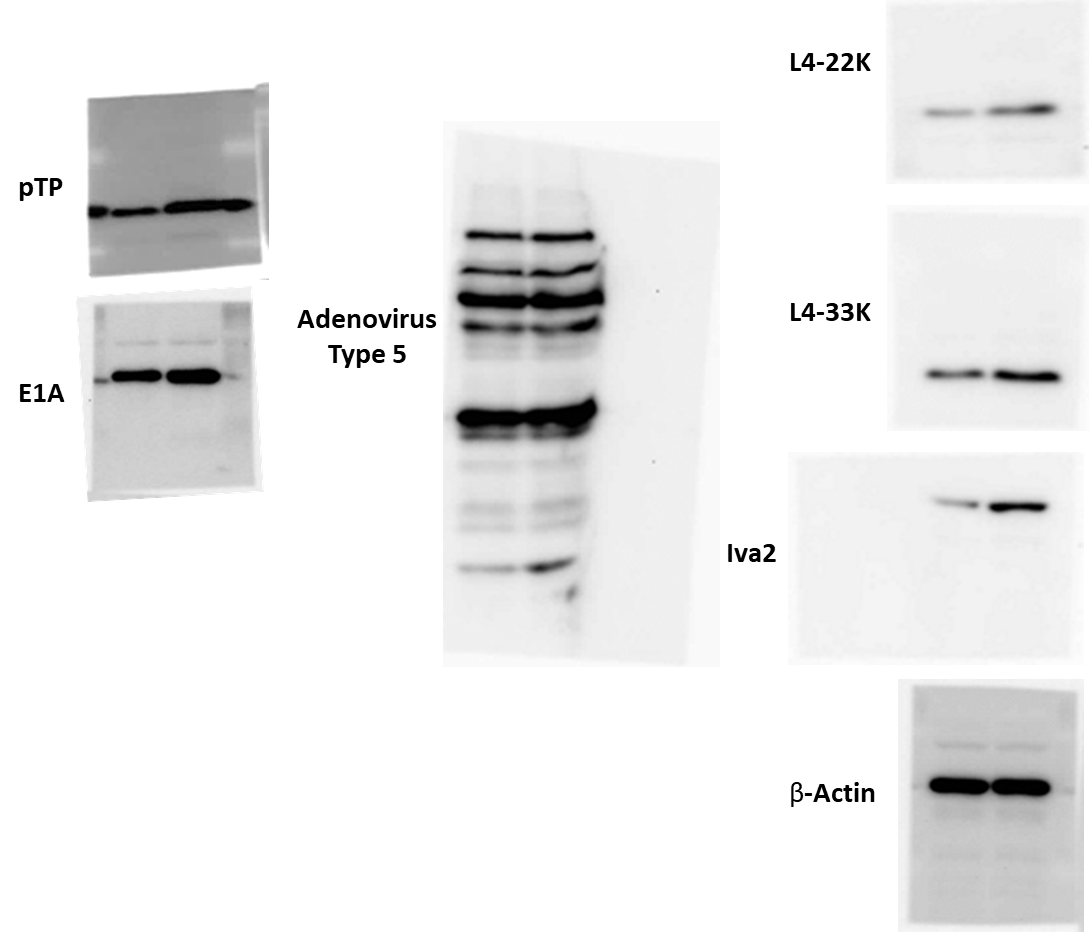 pTP
E1A
Adenovirus
Type 5
L4-22K
L4-33K
Iva2
β-Actin